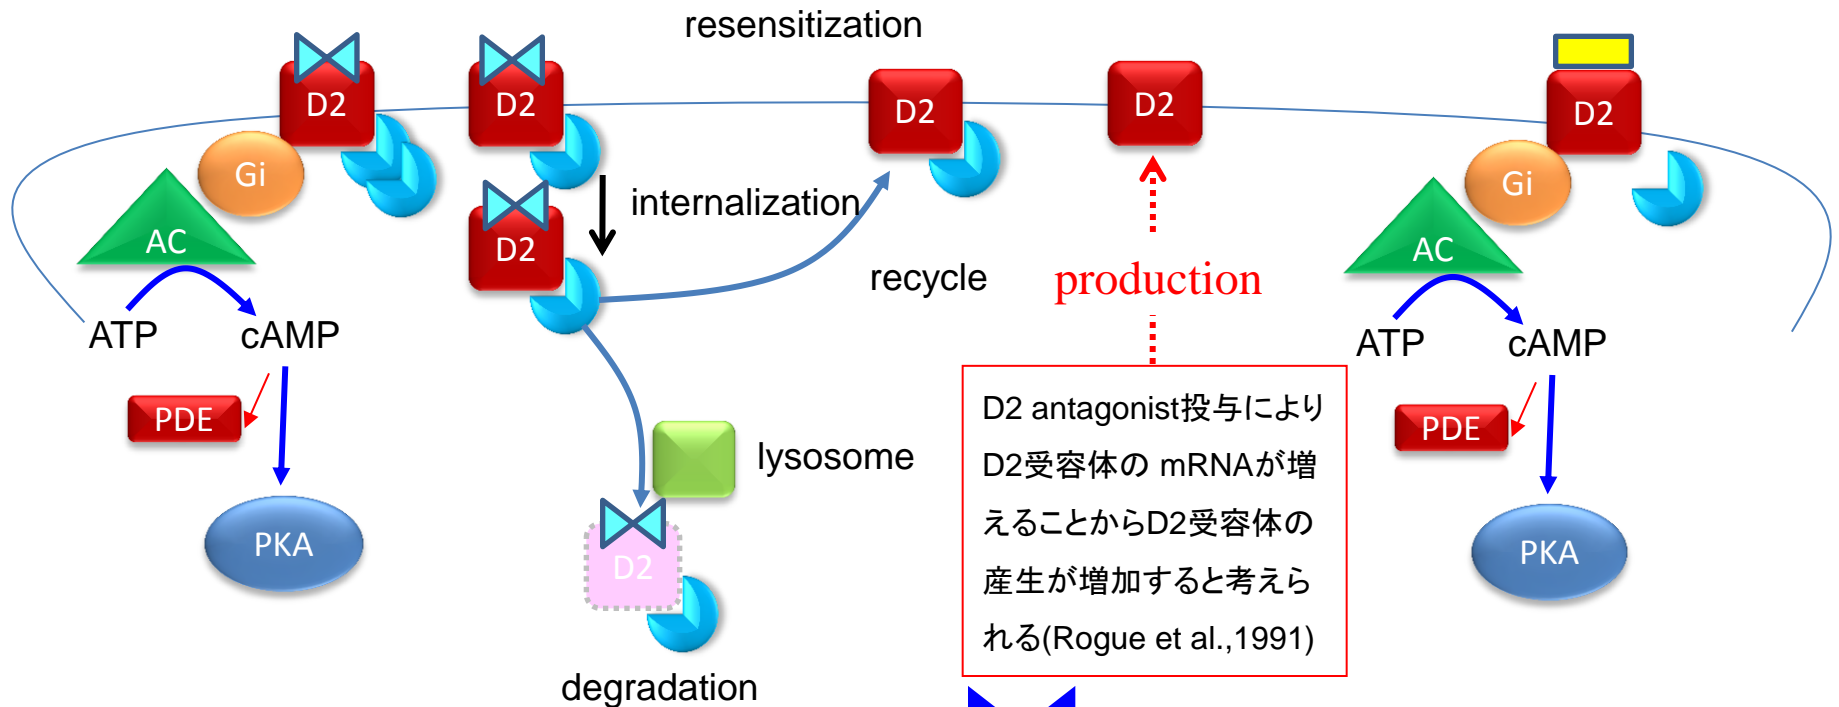 resensitization
D2
D2
D2
D2
D2
Gi
Gi
internalization
D2
AC
AC
recycle
production
ATP
cAMP
ATP
cAMP
PDE
PDE
D2 antagonist投与により
D2受容体の mRNAが増
えることからD2受容体の
産生が増加すると考えら
れる(Rogue et al.,1991)
lysosome
PKA
PKA
D2
degradation